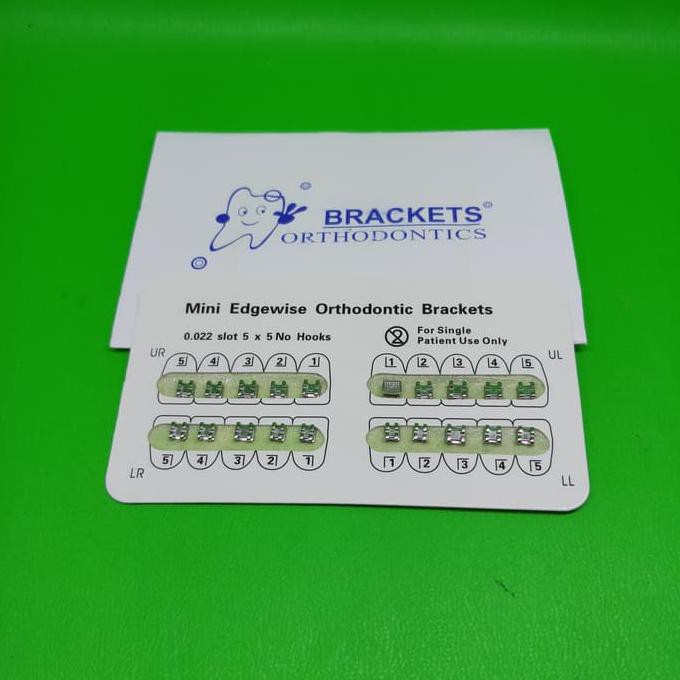 BRACKETS
ORTHODONTICS
Mini Edgewise Orthodontic Brackets
0.022 slot 5 x 5 No Hooks
For Single
Patient Use Only
UR
5 4 3 2 1
1 2 3 4 5
UL
LR
5 4 3 2 1
1 2 3 4 5
LL